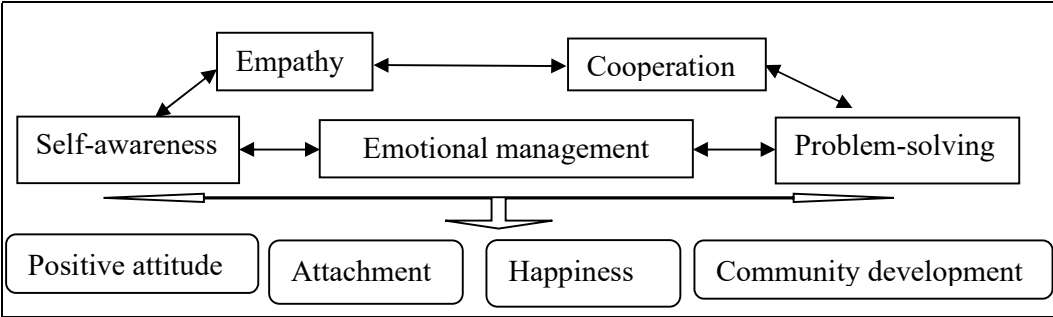 Empathy
Cooperation
Self-awareness
Emotional management
Problem-solving
Positive attitude
Attachment
Happiness
Community development